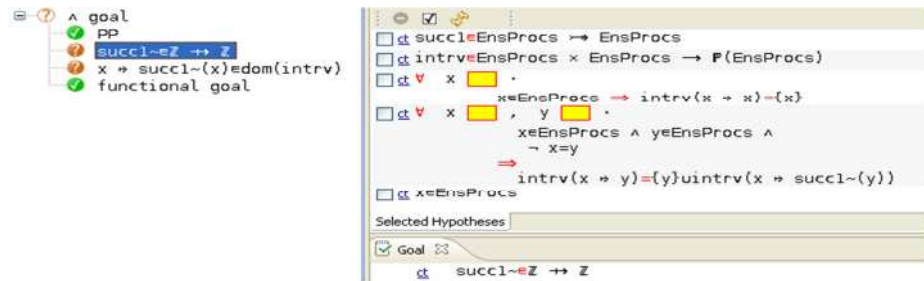 ∧ goal
PP
succ1∼∈ℤ ⇸ ℤ
x ↦ succ1∼(x)∈dom(intrv)
functional goal
ct succ1∈EnsProcs ⤖ EnsProcs
ct intrv∈EnsProcs × EnsProcs → ℙ(EnsProcs)
ct ∀ x ·
x∈EnsProcs ⇒ intrv(x ↦ x)={x}
ct ∀ x , y ·
x∈EnsProcs ∧ y∈EnsProcs ∧
¬ x=y
⇒
intrv(x ↦ y)={y}∪intrv(x ↦ succ1∼(y))
ct x∈EnsProcs
Selected Hypotheses
Goal
ct succ1∼∈ℤ ⇸ ℤ